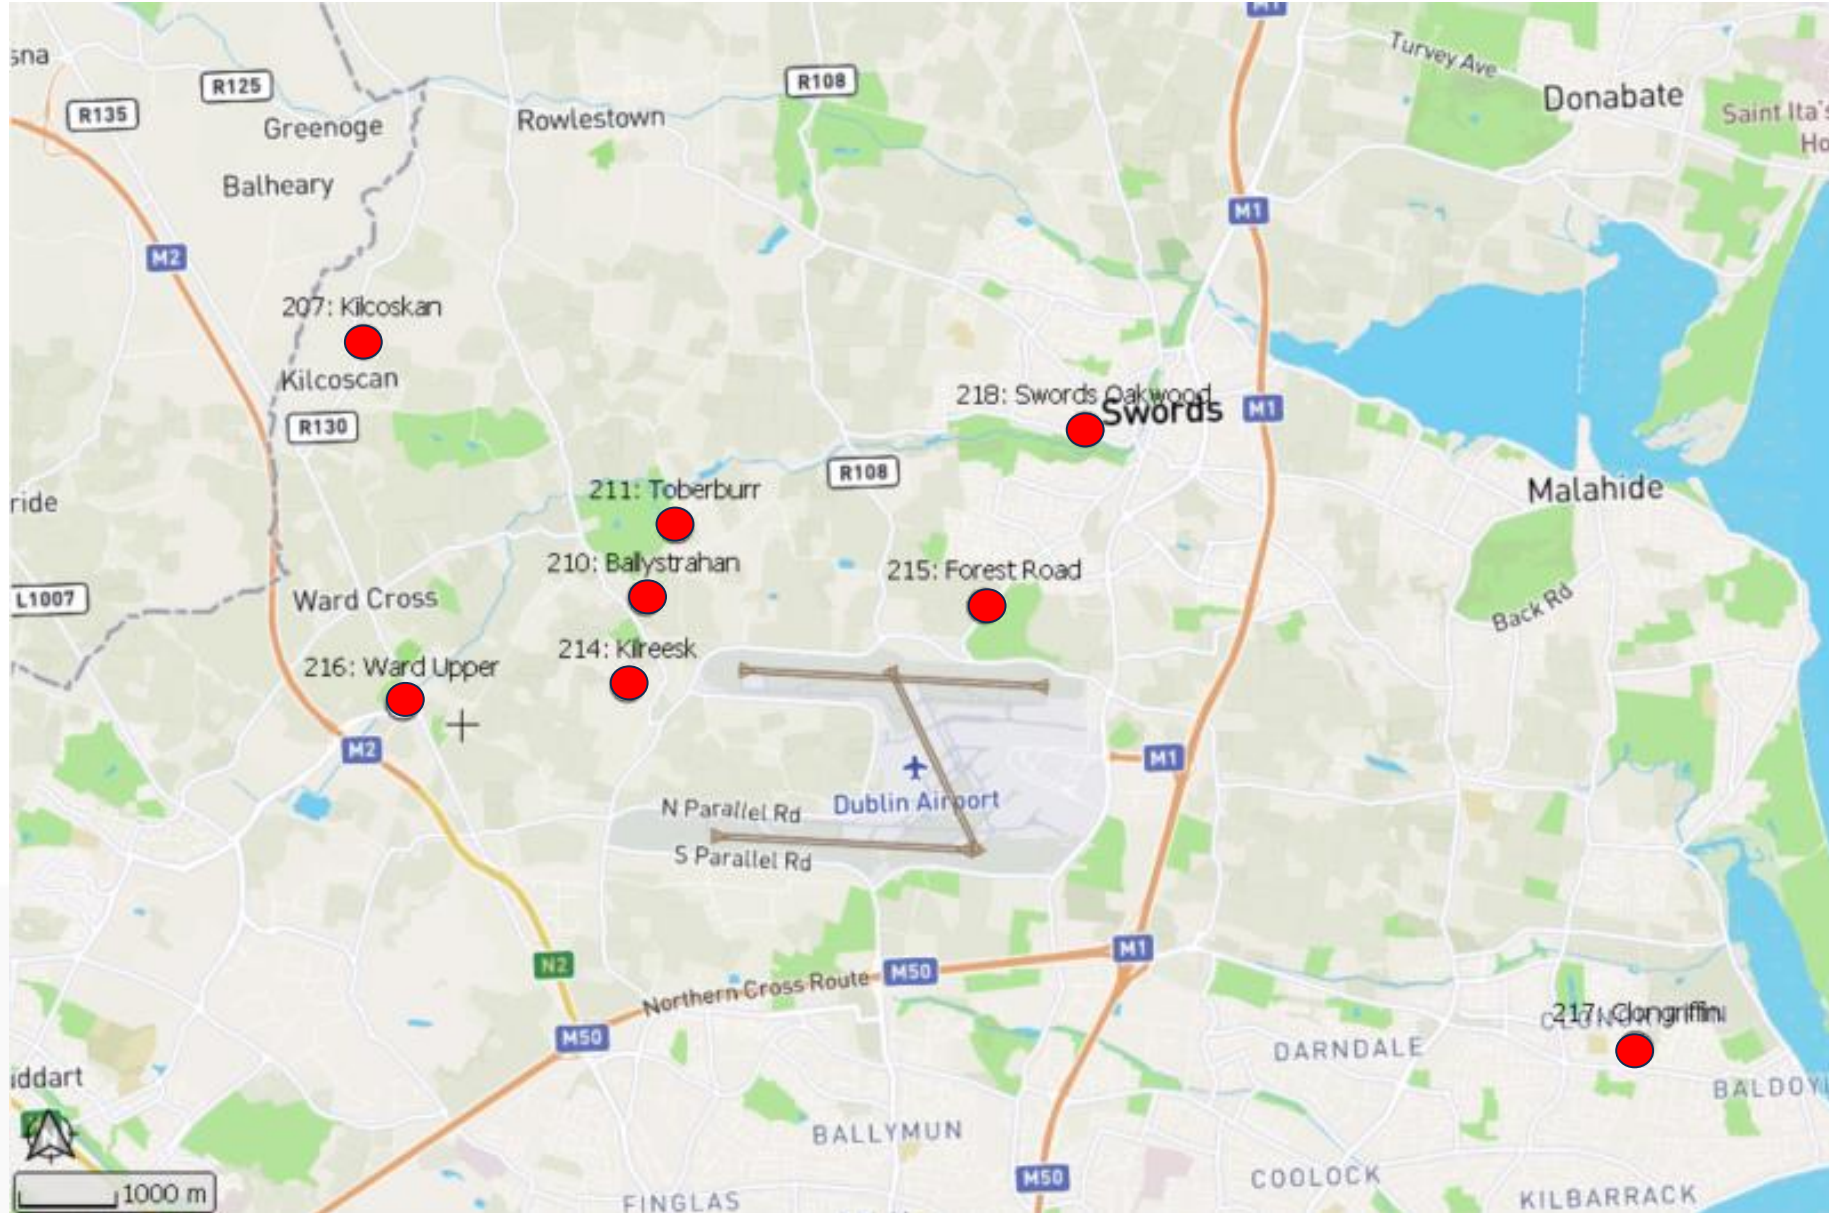 M1
Turvey Ave
sna
R125
R108
Donabate
R135
Saint Ita's
Ho
Greenoge
Rowlestown
Balheary
M1
M2
207: Kilcoskan
Kilcoscan
218: Swords Oakwood
Swords
M1
R130
R108
211: Toberburr
Malahide
ride
210: Ballystrahan
215: Forest Road
L1007
Ward Cross
Back Rd
214: Kilreesk
216: Ward Upper
M2
M1
N Parallel Rd
Dublin Airport
S Parallel Rd
M1
N2
M50
Northern Cross Route
217: Clongriffin
M50
DARNDALE
iddart
BALDOY
BALLYMUN
M50
COOLOCK
1000 m
FINGLAS
KILBARRACK